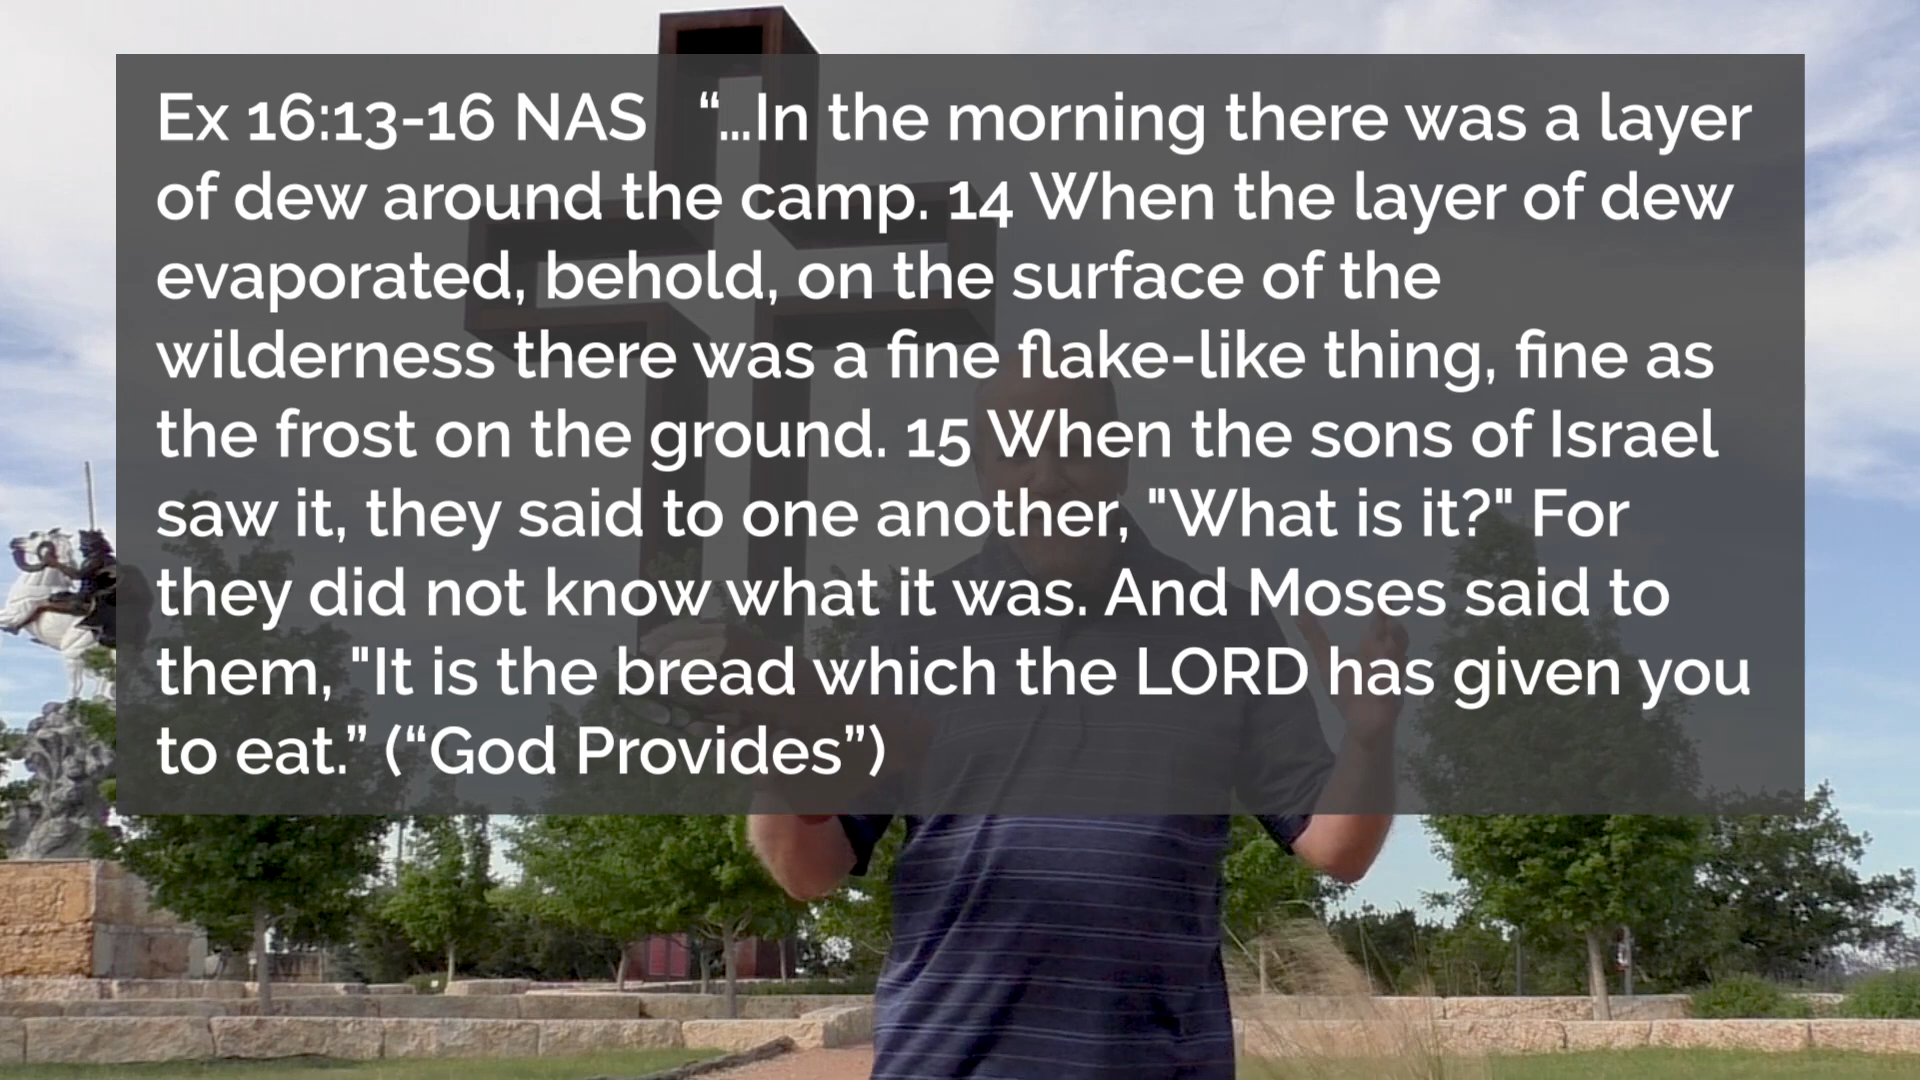 Ex 16:13-16 NAS “...In the morning there was a layer
of dew around the camp. 14 When the layer of dew
evaporated, behold, on the surface of the
wilderness there was a fine flake-like thing, fine as
the frost on the ground. 15 When the sons of Israel
saw it, they said to one another, "What is it?" For
they did not know what it was. And Moses said to
them, "It is the bread which the LORD has given you
to eat.” (“God Provides”)